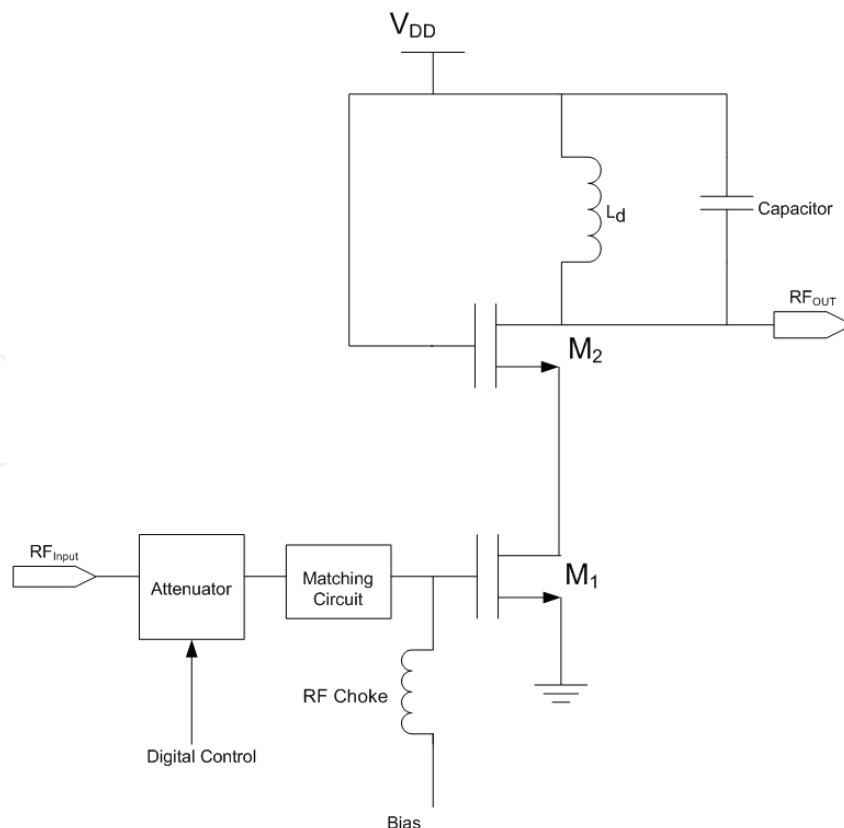 VDD
Ld
Capacitor
RFOUT
M2
RFInput
Attenuator
Matching
Circuit
M1
RF Choke
Digital Control
Bias